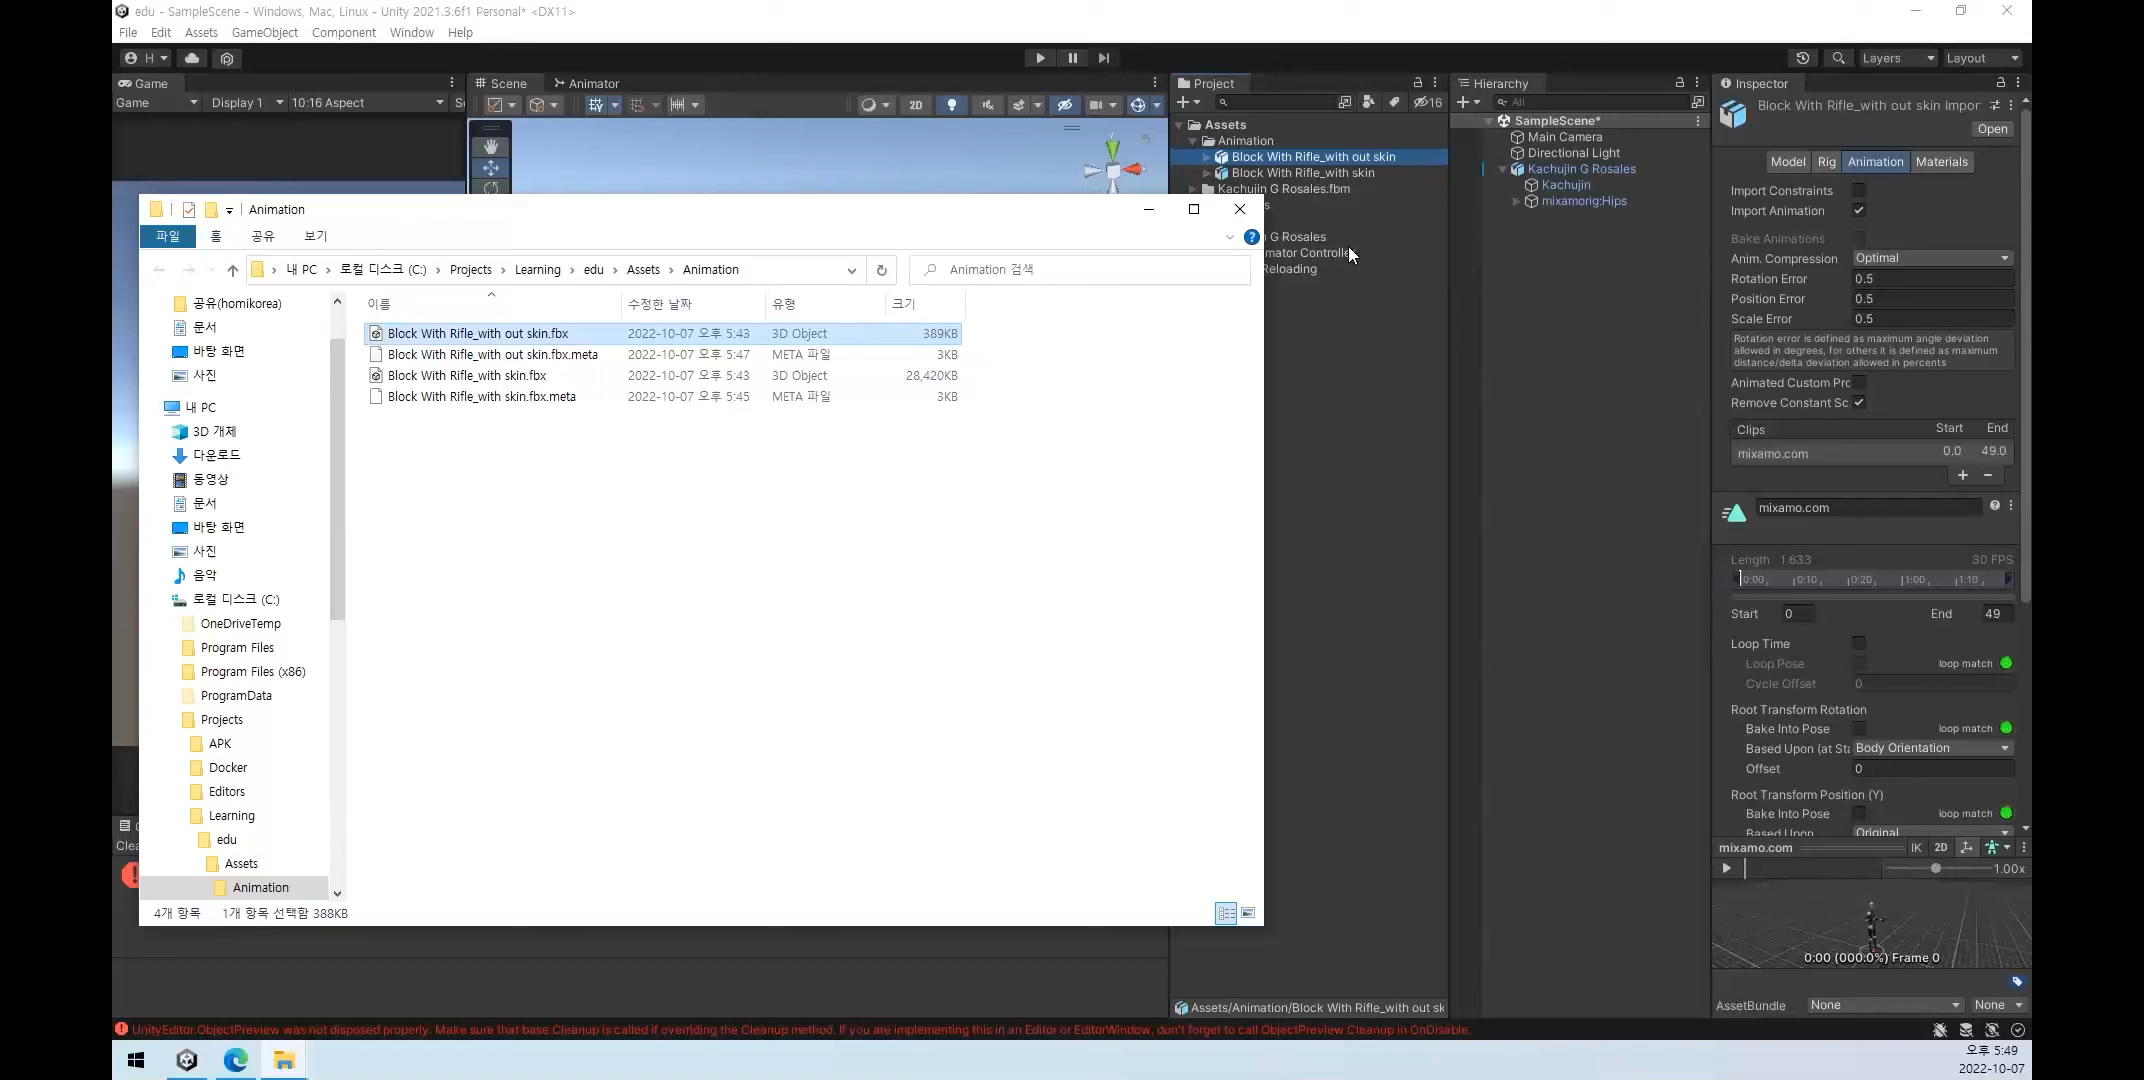 edu - SampleScene - Windows, Mac, Linux - Unity 2021.3.6f1 Personal* <DX11>
File Edit Assets GameObject Component Window Help
H
Layers
Layout
Game
Scene
Animator
Project
Hierarchy
Inspector
Game
Display 1
10:16 Aspect
2D
16
All
Block With Rifle_with out skin Impor
Open
Assets
Animation
Block With Rifle_with out skin
Block With Rifle_with skin
Kachujin G Rosales.fbm
G Rosales
mator Controlle
Reloading
SampleScene*
Main Camera
Directional Light
Kachujin G Rosales
Kachujin
mixamorig:Hips
Model Rig Animation Materials
Import Constraints
Import Animation
Bake Animations
Anim. Compression Optimal
Rotation Error 0.5
Position Error 0.5
Scale Error 0.5
Rotation error is defined as maximum angle deviation
allowed in degrees, for others it is defined as maximum
distance/delta deviation allowed in percents
Animated Custom Prc
Remove Constant Sc
Clips Start End
mixamo.com 0.0 49.0
mixamo.com
Length 1.633 30 FPS
0:00 0:10 0:20 1:00 1:10
Start 0 End 49
Loop Time
Loop Pose loop match
Cycle Offset 0
Root Transform Rotation
Bake Into Pose loop match
Based Upon (at Sta Body Orientation
Offset 0
Root Transform Position (Y)
Bake Into Pose loop match
Based Upon Original
mixamo.com IK 2D
1.00x
0:00 (000.0%) Frame 0
AssetBundle None None
Animation
파일 홈 공유 보기
내 PC › 로컬 디스크 (C:) › Projects › Learning › edu › Assets › Animation
Animation 검색
이름 수정한 날짜 유형 크기
Block With Rifle_with out skin.fbx 2022-10-07 오후 5:43 3D Object 389KB
Block With Rifle_with out skin.fbx.meta 2022-10-07 오후 5:47 META 파일 3KB
Block With Rifle_with skin.fbx 2022-10-07 오후 5:43 3D Object 28,420KB
Block With Rifle_with skin.fbx.meta 2022-10-07 오후 5:45 META 파일 3KB
공유(homikorea)
문서
바탕 화면
사진
내 PC
3D 개체
다운로드
동영상
문서
바탕 화면
사진
음악
로컬 디스크 (C:)
OneDriveTemp
Program Files
Program Files (x86)
ProgramData
Projects
APK
Docker
Editors
Learning
edu
Assets
Animation
4개 항목 1개 항목 선택함 388KB
Clea
Assets/Animation/Block With Rifle_with out sk
UnityEditor.ObjectPreview was not disposed properly. Make sure that base.Cleanup is called if overriding the Cleanup method. If you are implementing this in an Editor or EditorWindow, don't forget to call ObjectPreview.Cleanup in OnDisable.
오후 5:49
2022-10-07